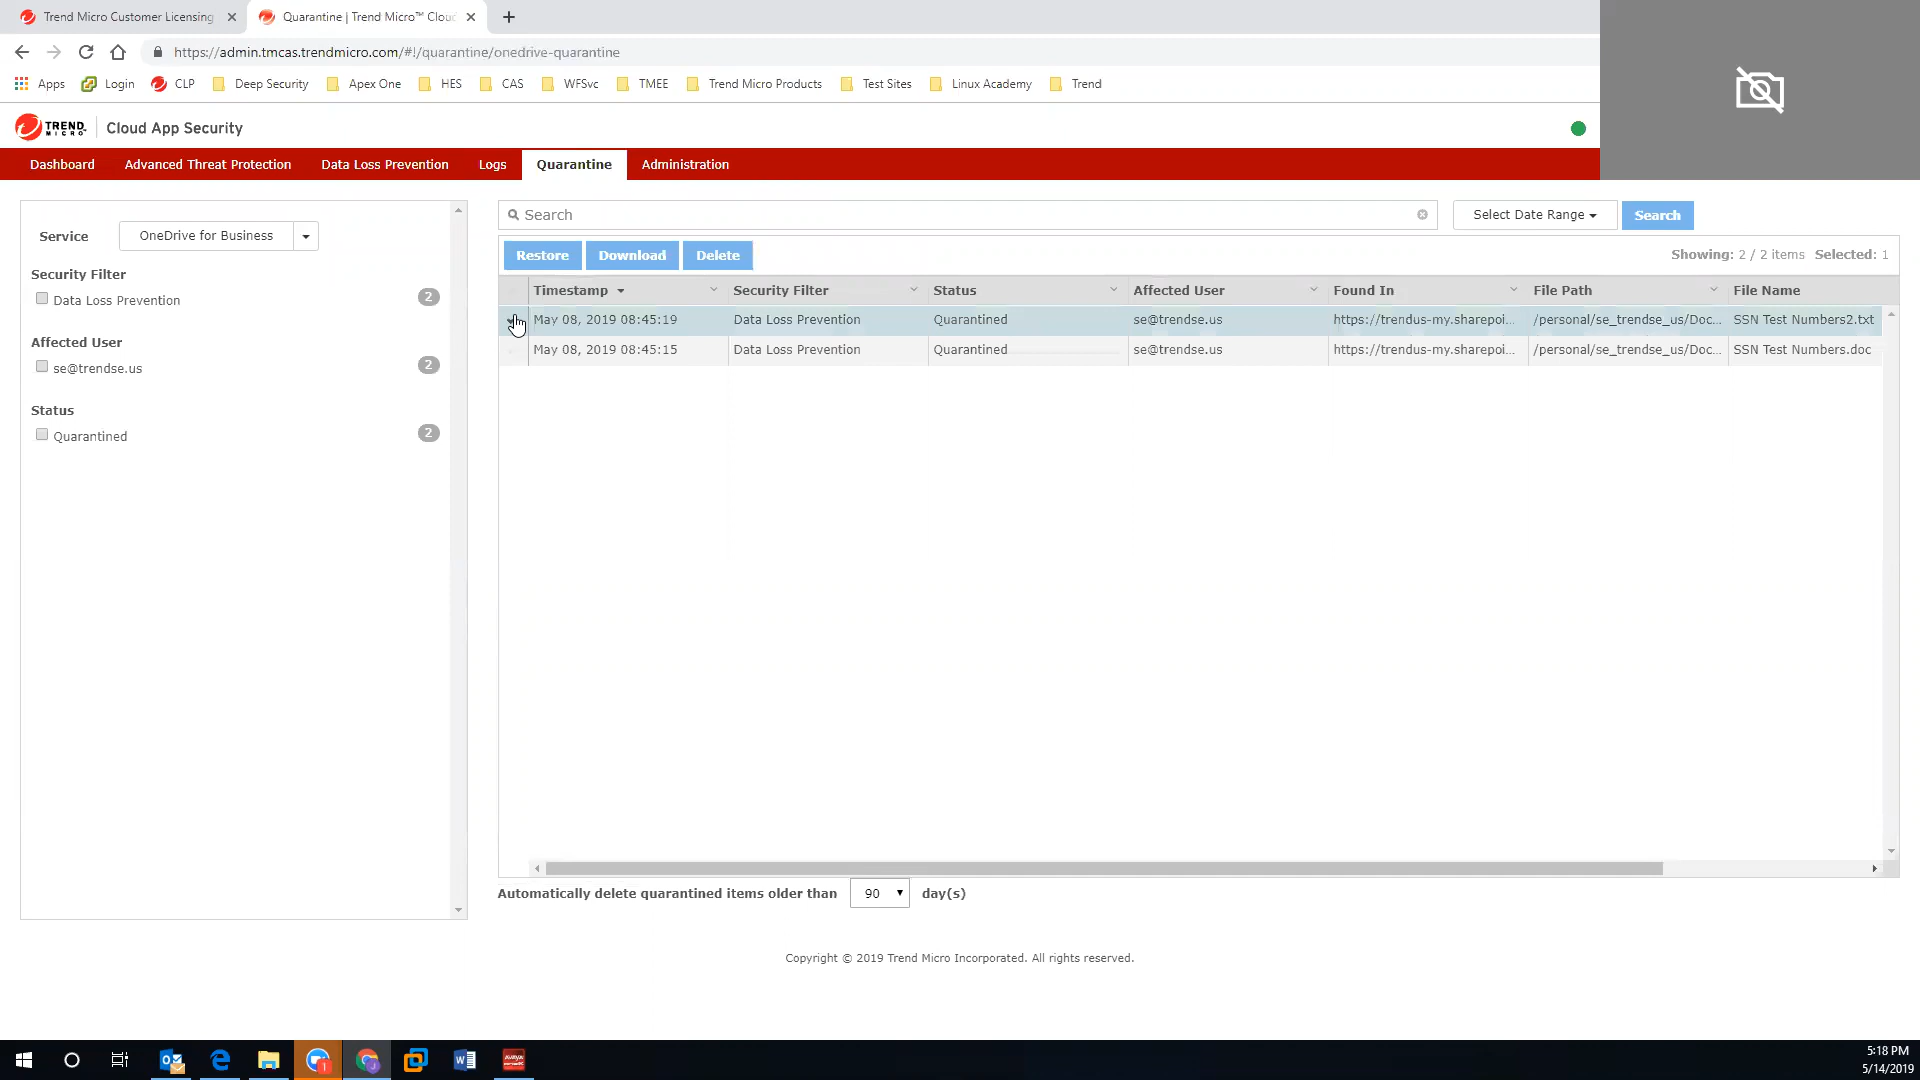 Trend Micro Customer Licensing
Quarantine | Trend Micro™ Clou
https://admin.tmcas.trendmicro.com/#!/quarantine/onedrive-quarantine
Apps Login CLP Deep Security Apex One HES CAS WFSvc TMEE Trend Micro Products Test Sites Linux Academy Trend
TREND MICRO Cloud App Security
Dashboard Advanced Threat Protection Data Loss Prevention Logs Quarantine Administration
Service OneDrive for Business
Security Filter
Data Loss Prevention 2
Affected User
se@trendse.us 2
Status
Quarantined 2
Search Select Date Range Search
Restore Download Delete Showing: 2 / 2 items Selected: 1
Timestamp Security Filter Status Affected User Found In File Path File Name
May 08, 2019 08:45:19 Data Loss Prevention Quarantined se@trendse.us https://trendus-my.sharepoi... /personal/se_trendse_us/Doc... SSN Test Numbers2.txt
May 08, 2019 08:45:15 Data Loss Prevention Quarantined se@trendse.us https://trendus-my.sharepoi... /personal/se_trendse_us/Doc... SSN Test Numbers.doc
Automatically delete quarantined items older than 90 day(s)
Copyright © 2019 Trend Micro Incorporated. All rights reserved.
1
AVAYA
5:18 PM
5/14/2019